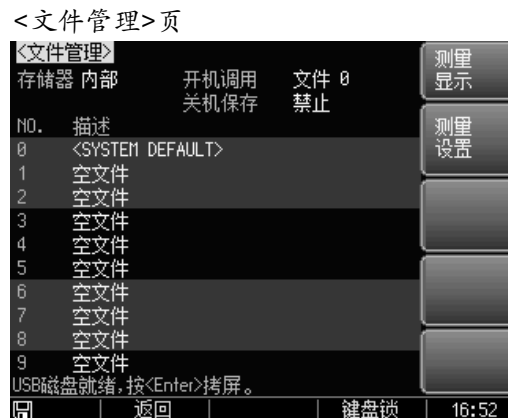 <文件管理>页
<文件管理>
存储器 内部 开机调用 文件 0
关机保存 禁止
NO. 描述
0 <SYSTEM DEFAULT>
1 空文件
2 空文件
3 空文件
4 空文件
5 空文件
6 空文件
7 空文件
8 空文件
9 空文件
USB磁盘就绪,按<Enter>拷屏。
返回 键盘锁 16:52
测量
显示
测量
设置